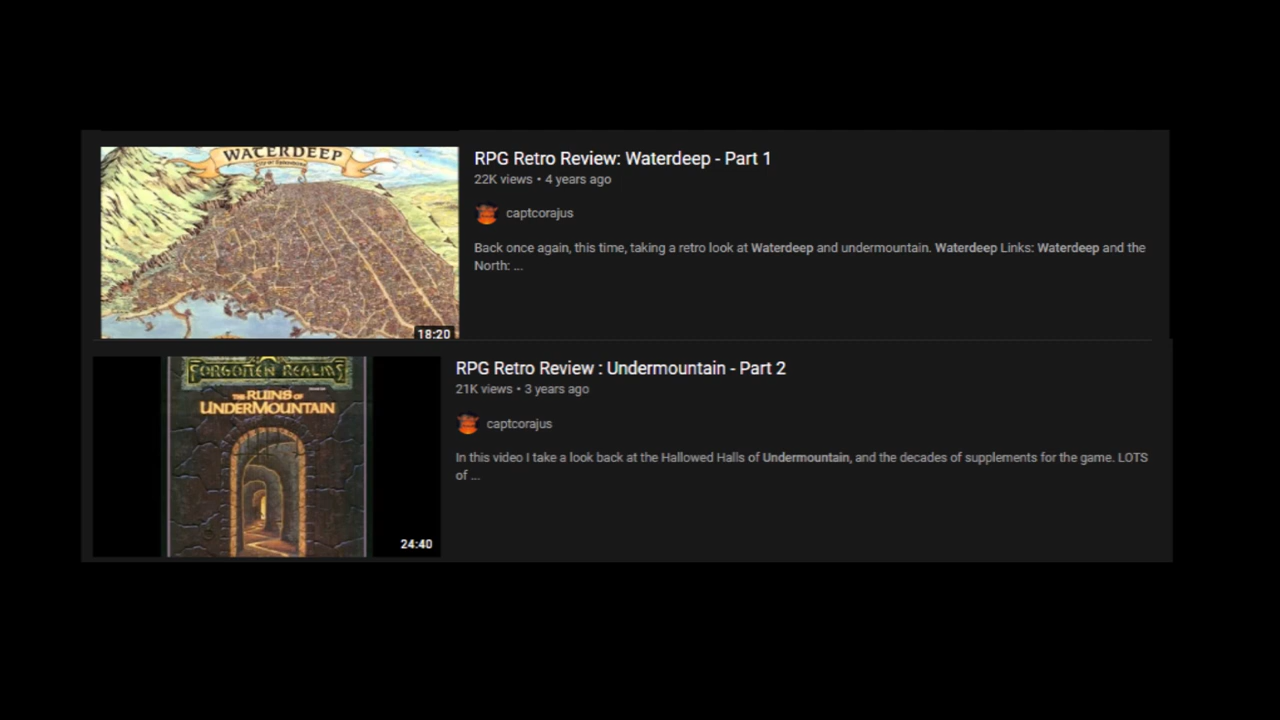 WATERDEEP
City of Splendors
18:20
RPG Retro Review: Waterdeep - Part 1
22K views • 4 years ago
captcorajus
Back once again, this time, taking a retro look at Waterdeep and undermountain. Waterdeep Links: Waterdeep and the
North: ...
FORGOTTEN REALMS
THE RUINS OF
UNDERMOUNTAIN
24:40
RPG Retro Review : Undermountain - Part 2
21K views • 3 years ago
captcorajus
In this video I take a look back at the Hallowed Halls of Undermountain, and the decades of supplements for the game. LOTS
of ...